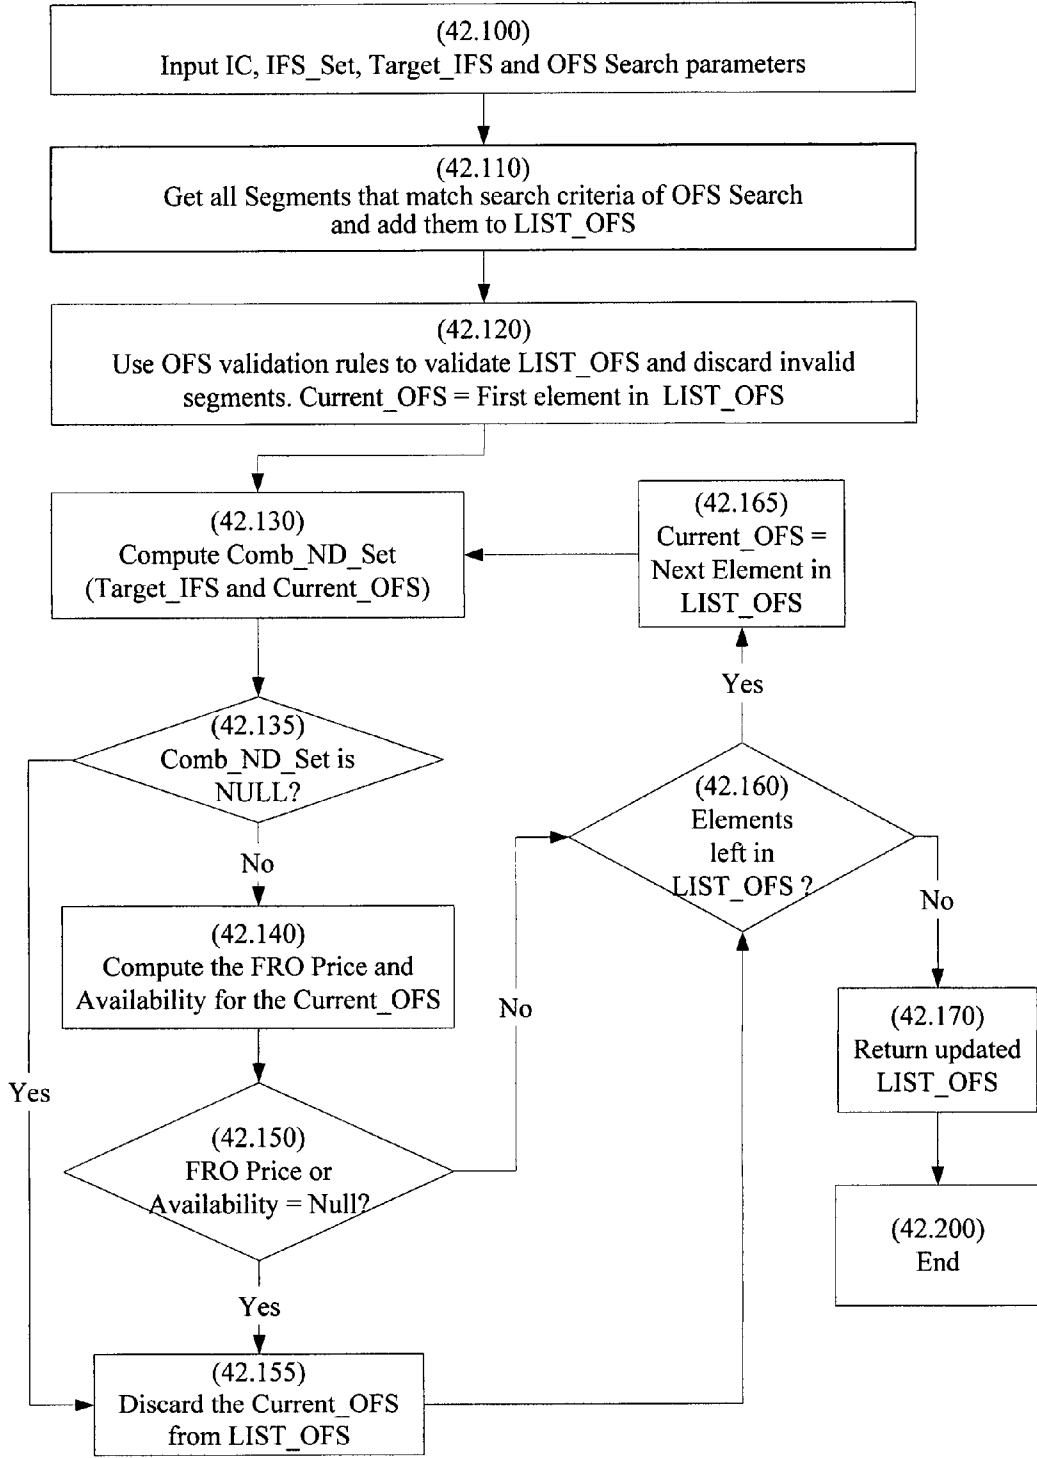 (42.100)
Input IC, IFS_Set, Target_IFS and OFS Search parameters
(42.110)
Get all Segments that match search criteria of OFS Search
and add them to LIST_OFS
(42.120)
Use OFS validation rules to validate LIST_OFS and discard invalid
segments. Current_OFS = First element in LIST_OFS
(42.130)
Compute Comb_ND_Set
(Target_IFS and Current_OFS)
(42.165)
Current_OFS =
Next Element in
LIST_OFS
Yes
(42.135)
Comb_ND_Set is
NULL?
No
(42.160)
Elements
left in
LIST_OFS ?
No
(42.140)
Compute the FRO Price and
Availability for the Current_OFS
No
(42.170)
Return updated
LIST_OFS
Yes
(42.150)
FRO Price or
Availability = Null?
Yes
(42.200)
End
(42.155)
Discard the Current_OFS
from LIST_OFS